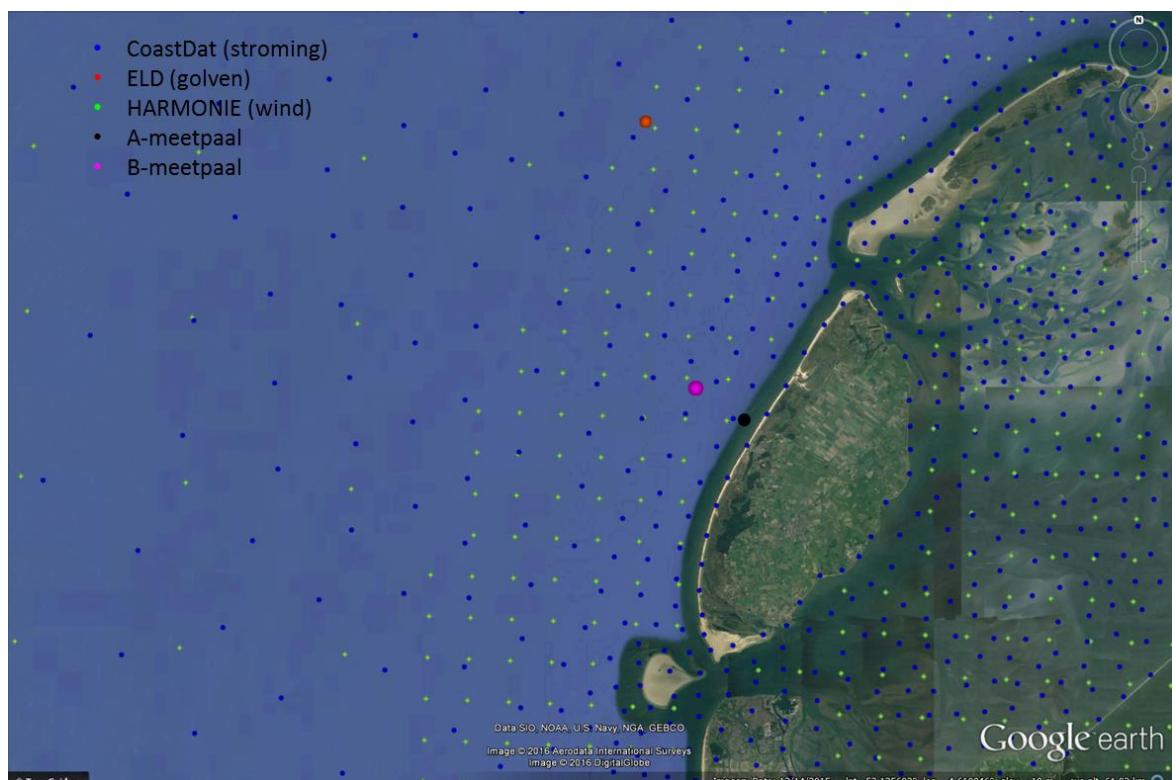 CoastDat (stroming)
ELD (golven)
HARMONIE (wind)
A-meetpaal
B-meetpaal
N
Data SIO, NOAA, U.S. Navy, NGA, GEBCO
Image © 2016 Aerodata International Surveys
Image © 2016 DigitalGlobe
Google earth